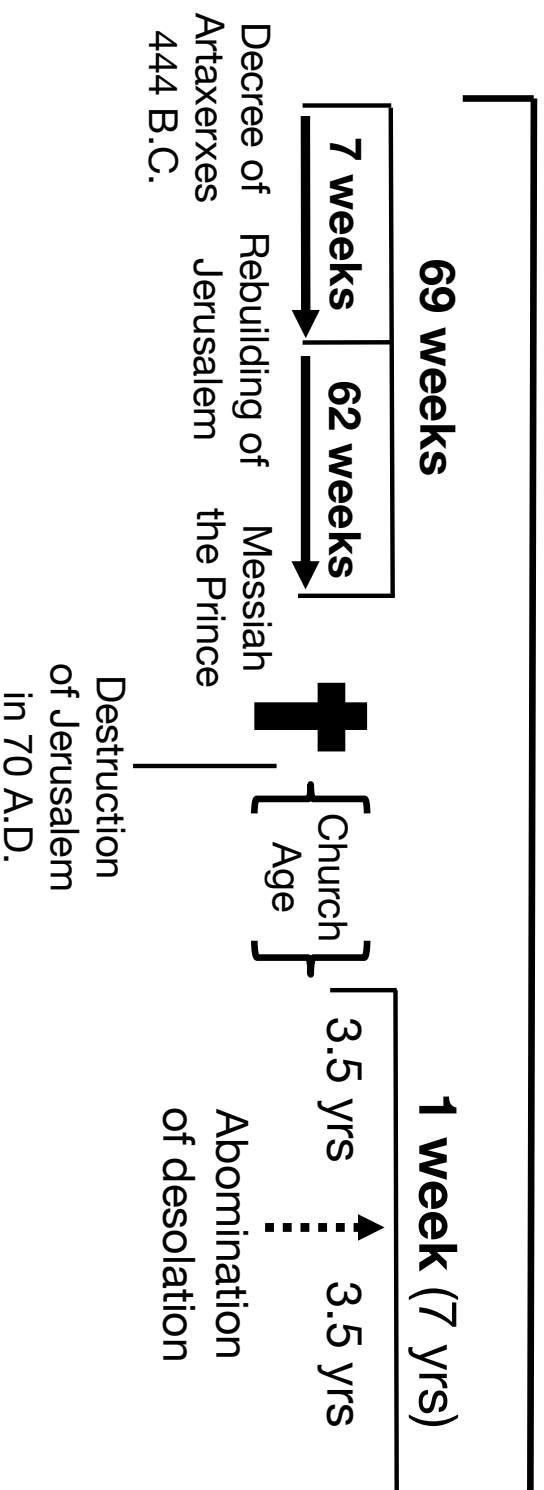 69 weeks
1 week (7 yrs)
7 weeks
62 weeks
Church
Age
3.5 yrs
3.5 yrs
Decree of
Artaxerxes
444 B.C.
Rebuilding of
Jerusalem
Messiah
the Prince
Abomination
of desolation
Destruction
of Jerusalem
in 70 A.D.